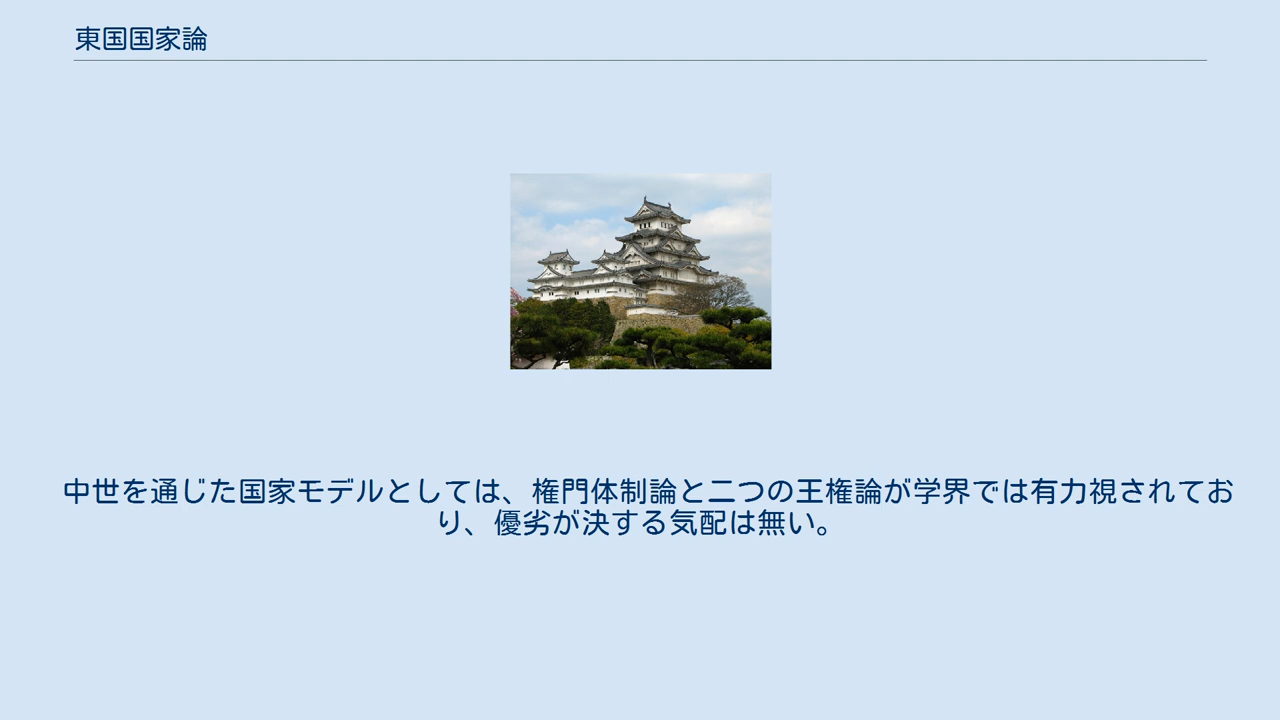 東国国家論
中世を通じた国家モデルとしては、権門体制論と二つの王権論が学界では有力視されてお
り、優劣が決する気配は無い。